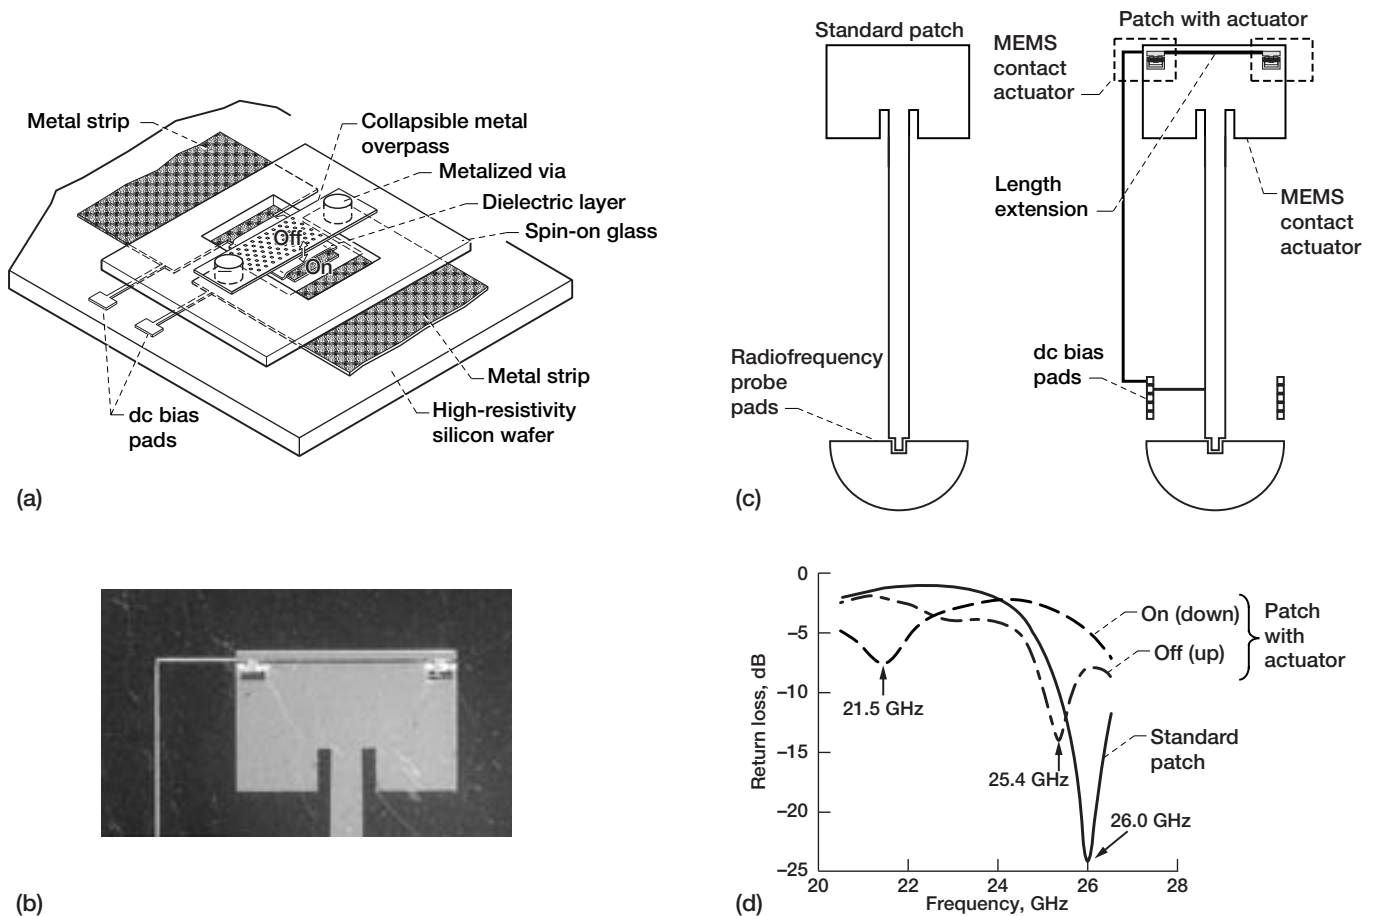 Metal strip
Collapsible metal
overpass
Metalized via
Dielectric layer
Spin-on glass
Off
On
Metal strip
High-resistivity
silicon wafer
dc bias
pads
(a)
(b)
Standard patch
Patch with actuator
MEMS
contact
actuator
Length
extension
MEMS
contact
actuator
Radiofrequency
probe
pads
dc bias
pads
(c)
0
–5
–10
–15
–20
–25
Return loss, dB
20
22
24
26
28
Frequency, GHz
21.5 GHz
25.4 GHz
26.0 GHz
On (down)
Off (up)
Patch
with
actuator
Standard
patch
(d)